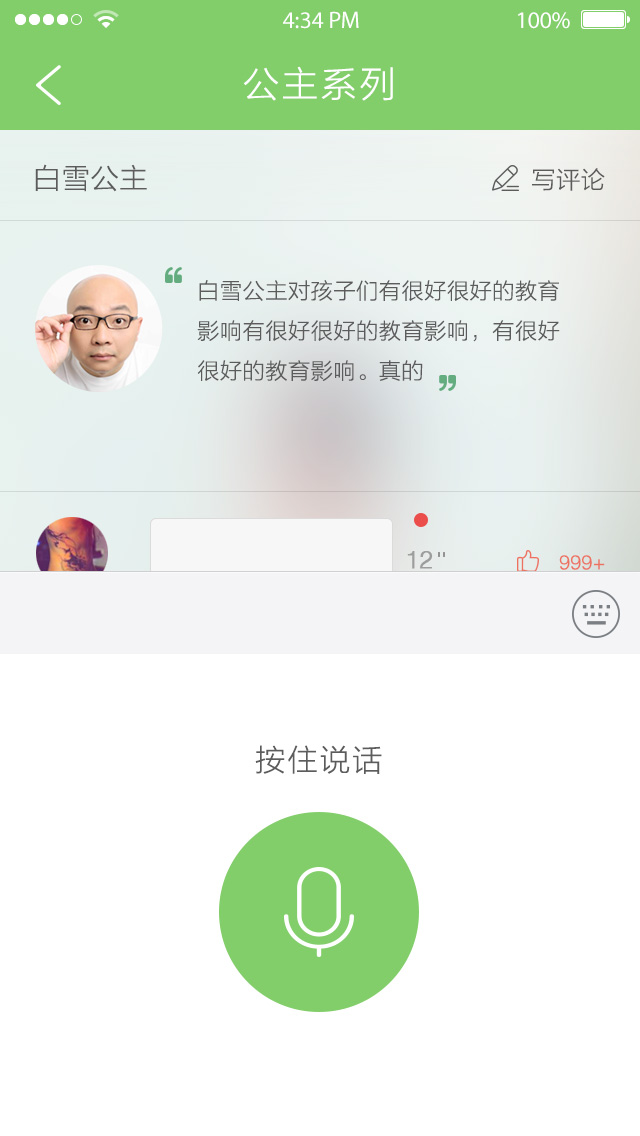 4:34 PM 100%
公主系列
白雪公主 写评论
白雪公主对孩子们有很好很好的教育
影响有很好很好的教育影响，有很好
很好的教育影响。真的
12" 999+
按住说话